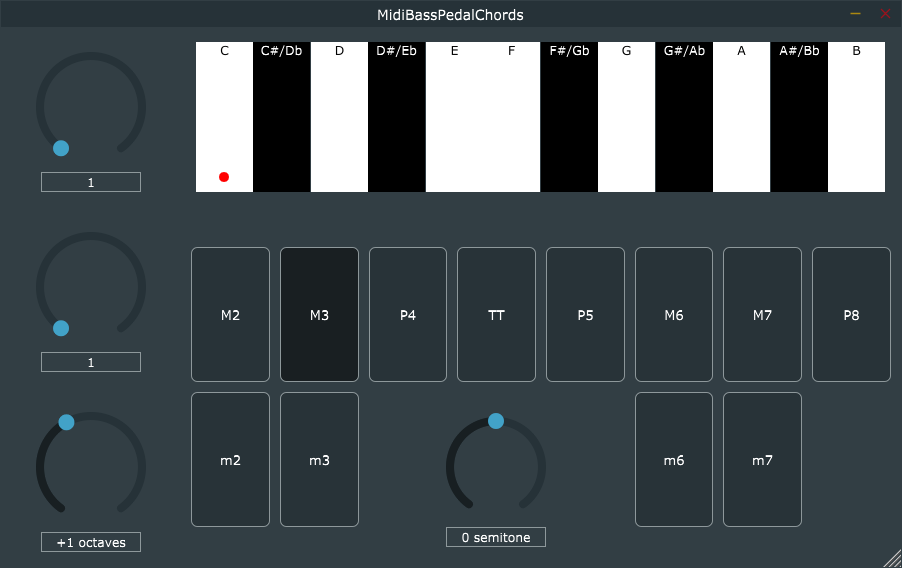 MidiBassPedalChords
C C#/Db D D#/Eb E F F#/Gb G G#/Ab A A#/Bb B
1
M2 M3 P4 TT P5 M6 M7 P8
1
m2 m3 m6 m7
0 semitone
+1 octaves